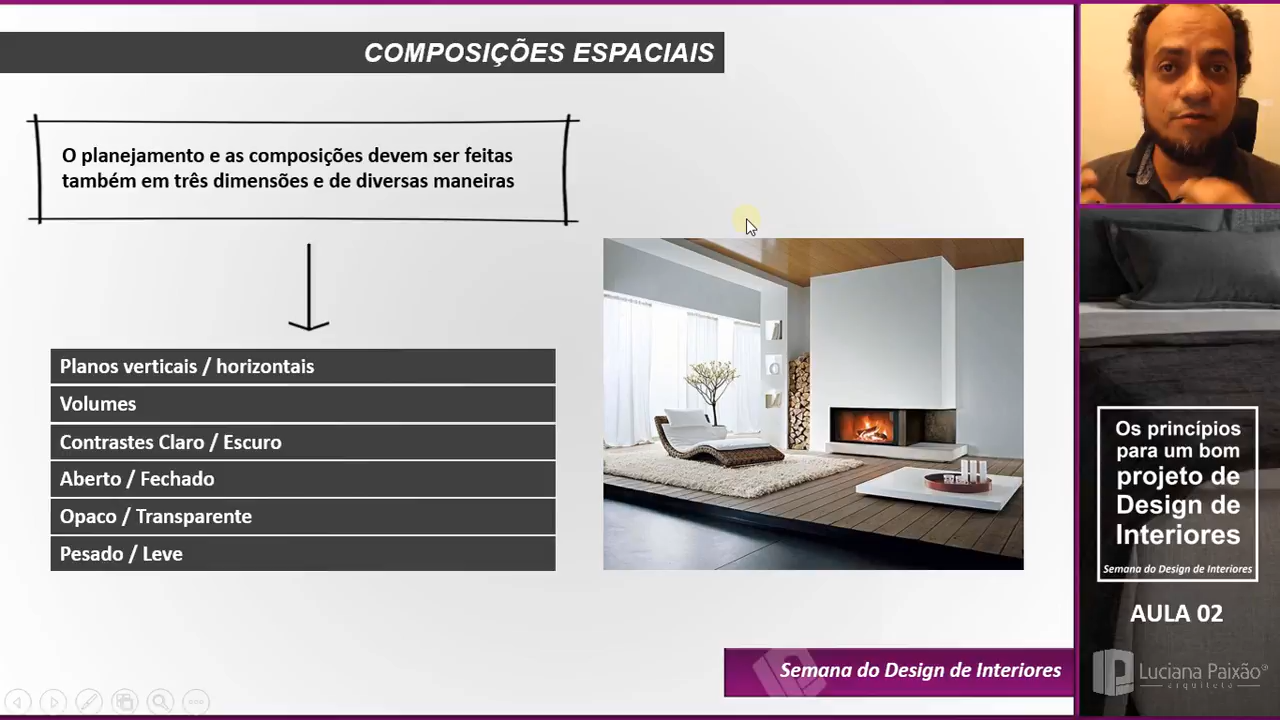 COMPOSIÇÕES ESPACIAIS
O planejamento e as composições devem ser feitas
também em três dimensões e de diversas maneiras
Planos verticais / horizontais
Volumes
Contrastes Claro / Escuro
Aberto / Fechado
Opaco / Transparente
Pesado / Leve
Semana do Design de Interiores
Os princípios
para um bom
projeto de
Design de
Interiores
Semana do Design de Interiores
AULA 02
Luciana Paixão®
arquiteta